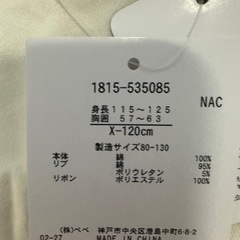 1815-535085
身長 115～125
胸囲 57～63
NAC
X-120cm
製造サイズ80-130
本体 綿 100%
リブ 綿 95%
ポリウレタン 5%
リボン ポリエステル 100%
(株)べべ 神戸市中央区港島中町6-8-2
02-27 MADE IN CHINA